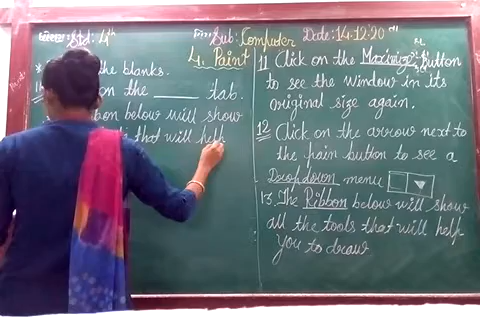 Std: 4th Sub: Computer Date: 14.12.20
4. Paint
* the blanks.
on the ______ tab.
below will show
that will help
11 Click on the Maximize button
to see the window in its
original size again.
12 Click on the arrow next to
the pain button to see a
Dropdown menu
13. The Ribbon below will show
all the tools that will help
you to draw